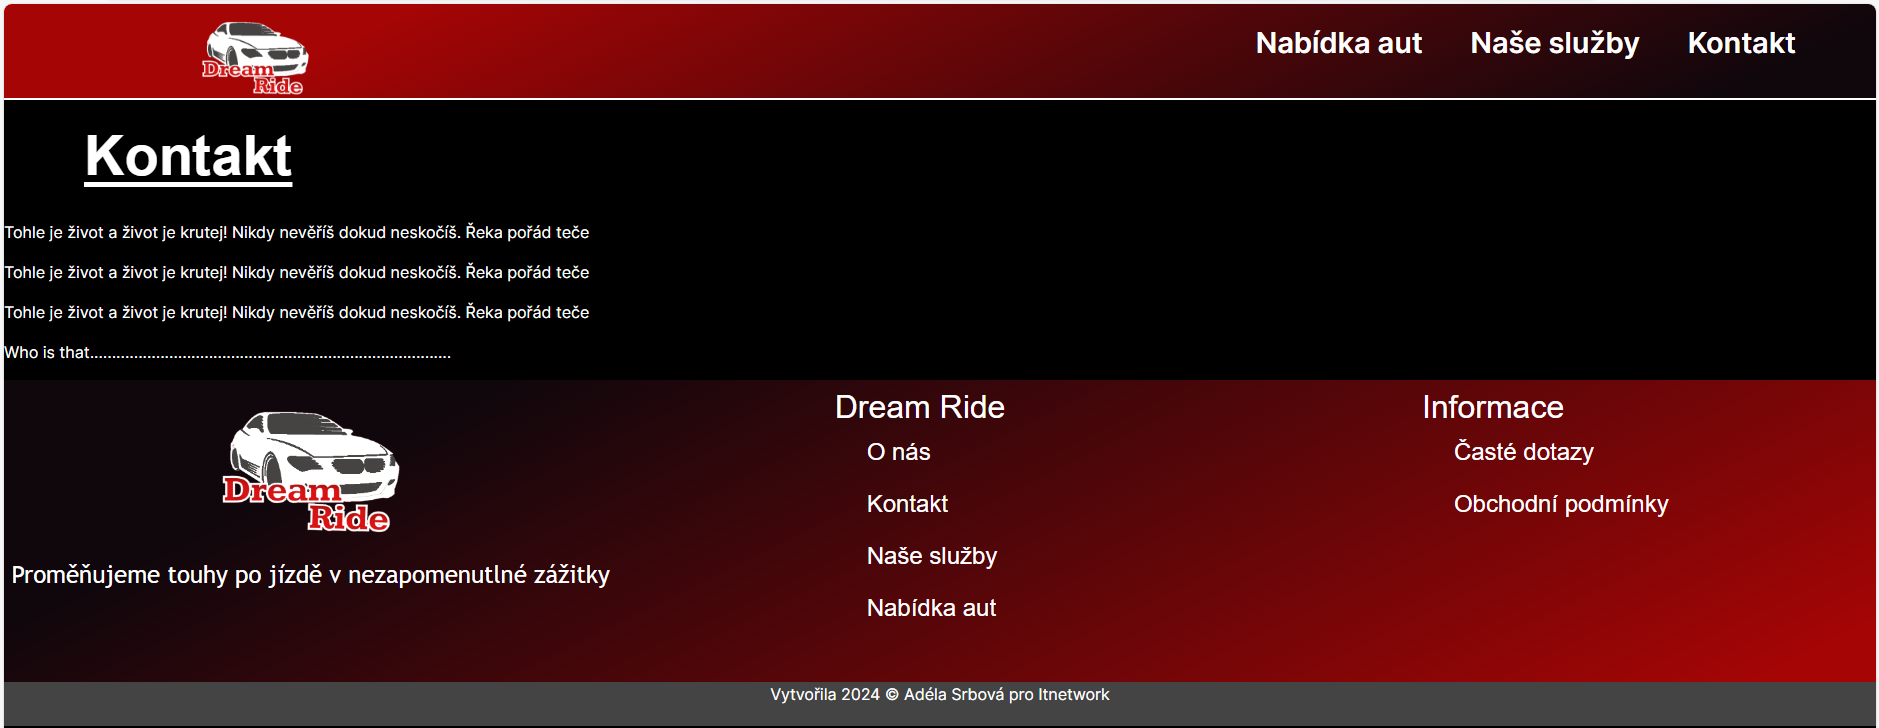 Dream
Ride
Nabídka aut
Naše služby
Kontakt
Kontakt
Tohle je život a život je krutej! Nikdy nevěříš dokud neskočíš. Řeka pořád teče
Tohle je život a život je krutej! Nikdy nevěříš dokud neskočíš. Řeka pořád teče
Tohle je život a život je krutej! Nikdy nevěříš dokud neskočíš. Řeka pořád teče
Who is that..................................................................................
Dream
Ride
Proměňujeme touhy po jízdě v nezapomenutlné zážitky
Dream Ride
O nás
Kontakt
Naše služby
Nabídka aut
Informace
Časté dotazy
Obchodní podmínky
Vytvořila 2024 © Adéla Srbová pro Itnetwork